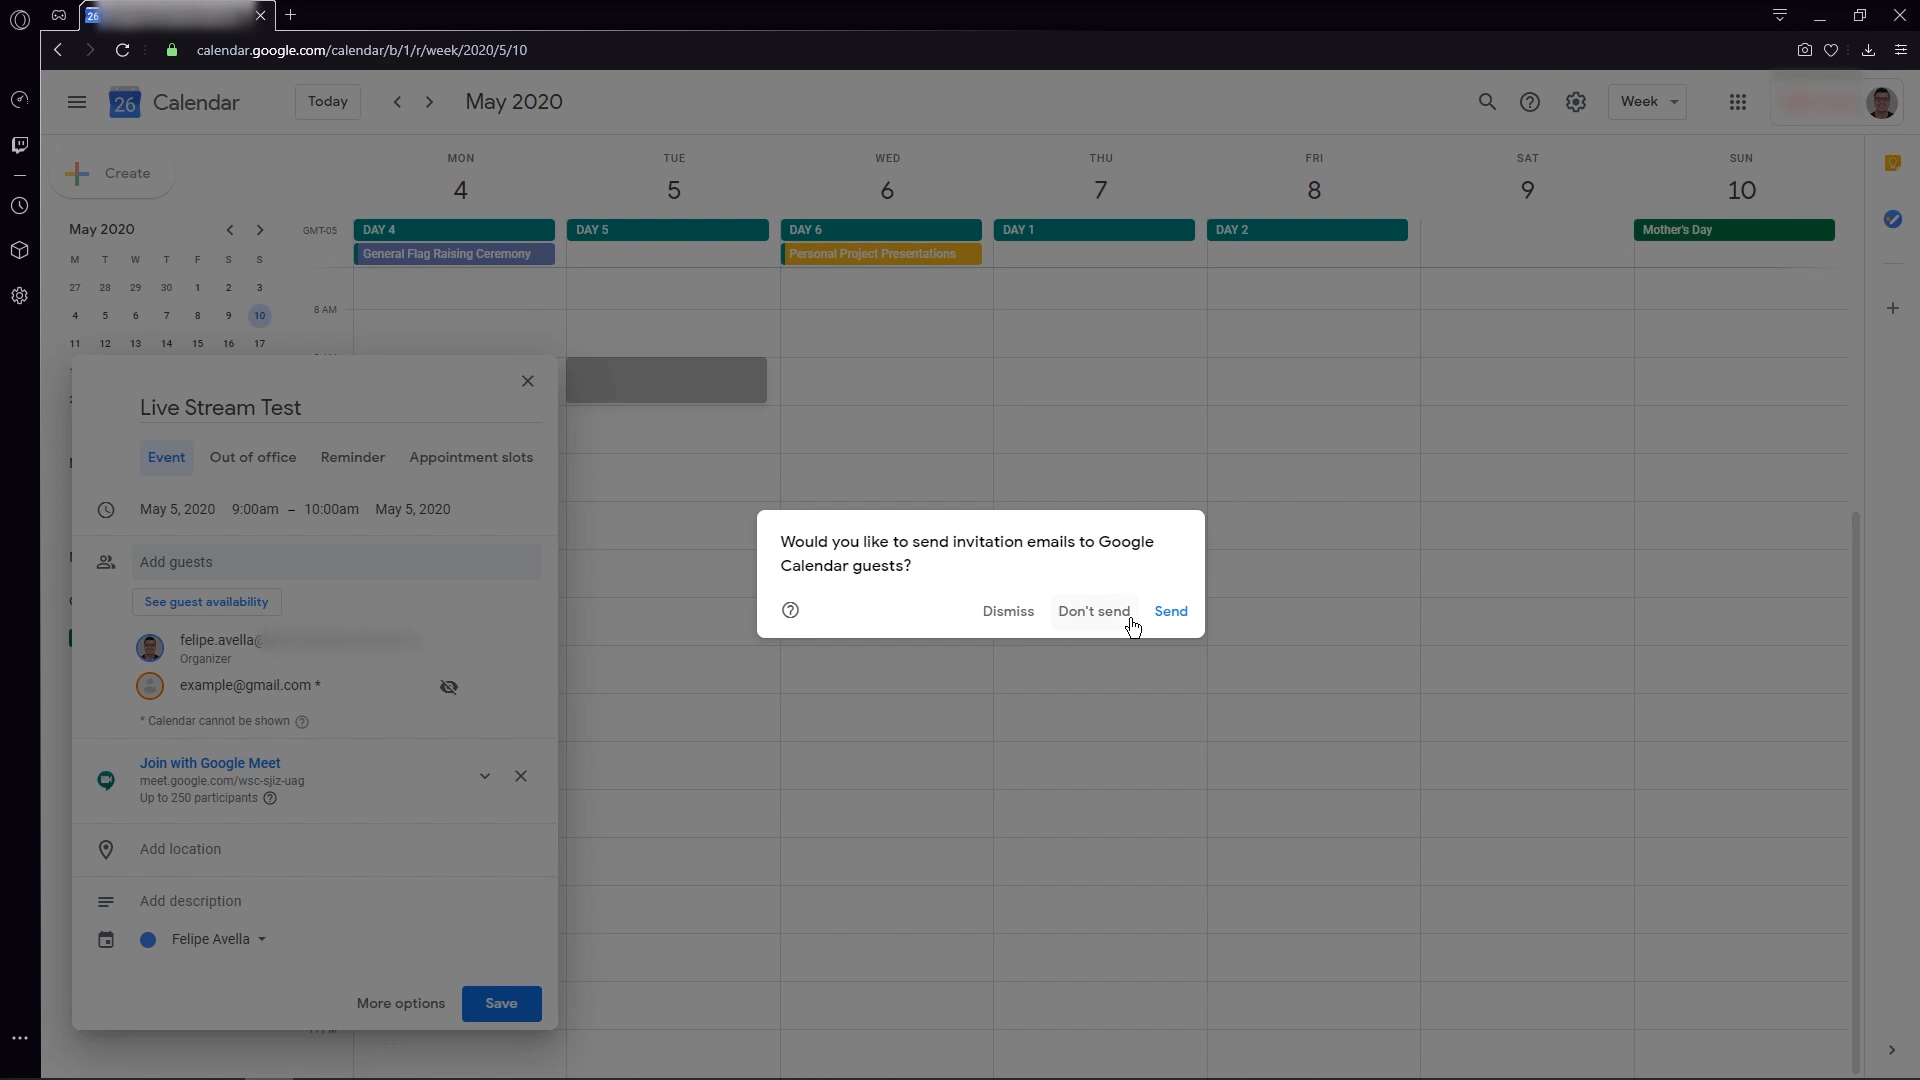 26
calendar.google.com/calendar/b/1/r/week/2020/5/10
26 Calendar
Today
May 2020
Week
Create
MON TUE WED THU FRI SAT SUN
4 5 6 7 8 9 10
May 2020
GMT-05
DAY 4 DAY 5 DAY 6 DAY 1 DAY 2 Mother's Day
General Flag Raising Ceremony Personal Project Presentations
M T W T F S S
27 28 29 30 1 2 3
4 5 6 7 8 9 10
11 12 13 14 15 16 17
8 AM
Live Stream Test
Event Out of office Reminder Appointment slots
May 5, 2020 9:00am – 10:00am May 5, 2020
Add guests
See guest availability
felipe.avella@
Organizer
example@gmail.com *
* Calendar cannot be shown
Join with Google Meet
meet.google.com/wsc-sjiz-uag
Up to 250 participants
Add location
Add description
Felipe Avella
More options Save
Would you like to send invitation emails to Google
Calendar guests?
Dismiss Don't send Send